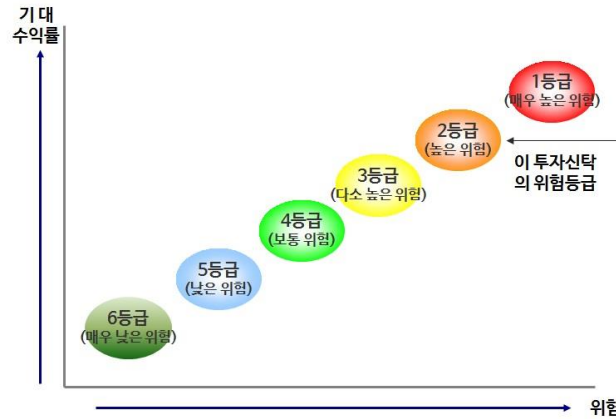 기 대
수익률
1등급
(매우 높은 위험)
2등급
(높은 위험)
이 투자신탁
의 위험등급
3등급
(다소 높은 위험)
4등급
(보통 위험)
5등급
(낮은 위험)
6등급
(매우 낮은 위험)
위험